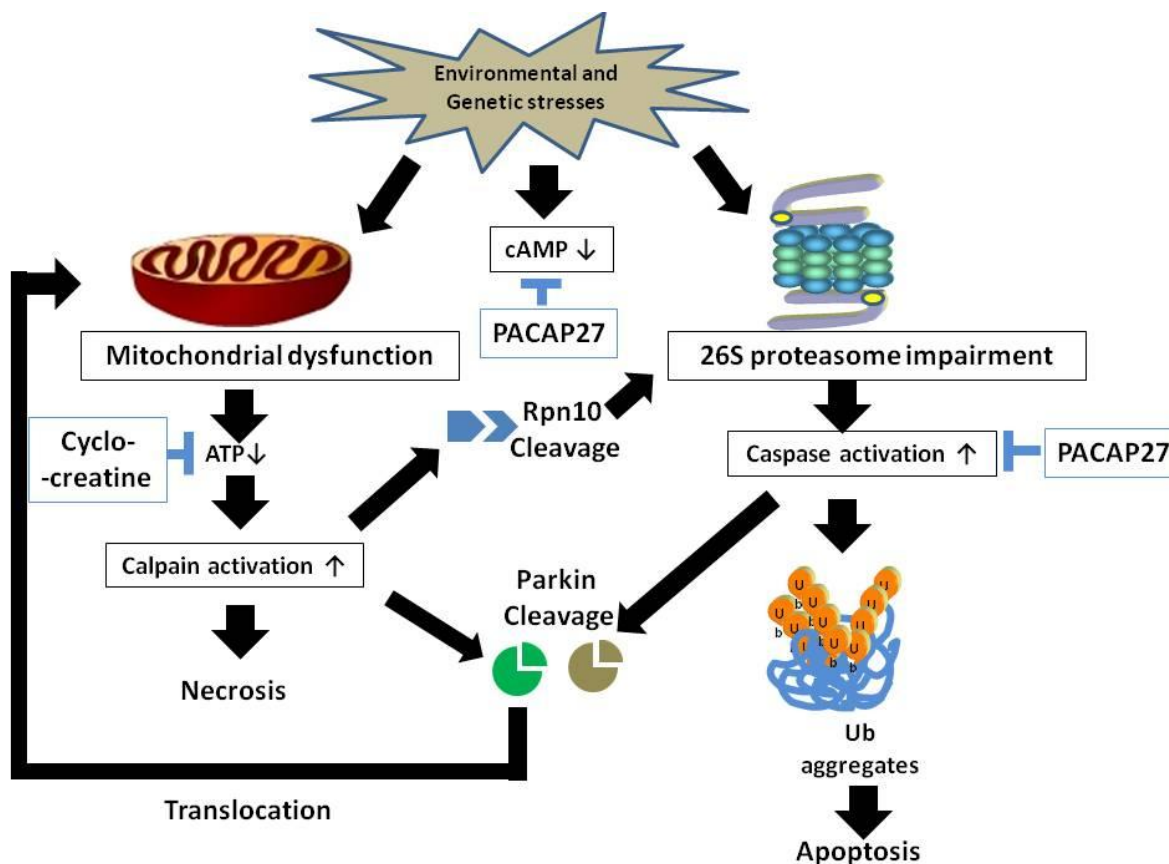 Environmental and
Genetic stresses
cAMP ↓
PACAP27
Mitochondrial dysfunction
26S proteasome impairment
Rpn10
Cleavage
Cyclo-
-creatine
ATP↓
Caspase activation ↑
PACAP27
Calpain activation ↑
Parkin
Cleavage
Necrosis
U
b
U
b
U
b
U
b
U
U
U
b
U
b
Ub
aggregates
Translocation
Apoptosis